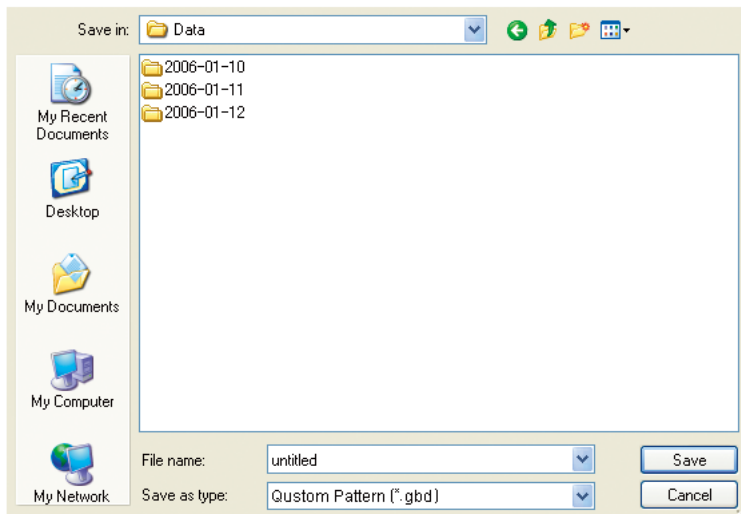 Save in:
Data
2006-01-10
2006-01-11
2006-01-12
My Recent
Documents
Desktop
My Documents
My Computer
My Network
File name:
untitled
Save
Save as type:
Qustom Pattern (*.gbd)
Cancel